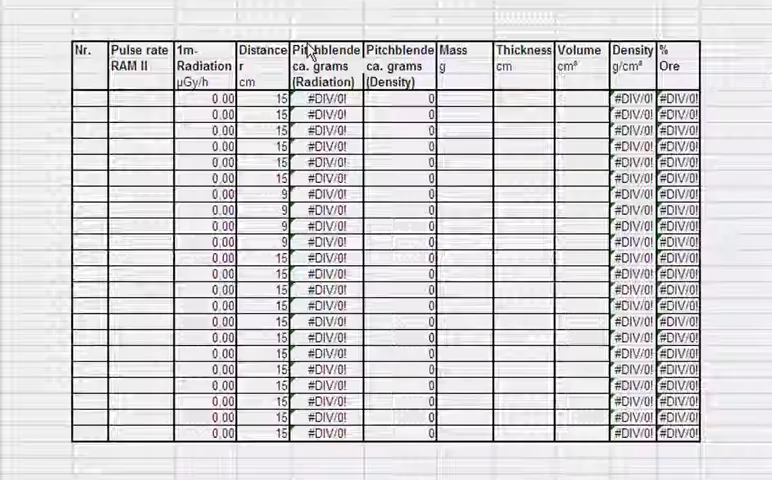 Nr. Pulse rate 1m- Distance Pitchblende Pitchblende Mass Thickness Volume Density %
RAM II Radiation r ca. grams ca. grams g cm cm³ g/cm³ Ore
µGy/h cm (Radiation) (Density)
0.00 15 #DIV/0! 0 #DIV/0! #DIV/0!
0.00 15 #DIV/0! 0 #DIV/0! #DIV/0!
0.00 15 #DIV/0! 0 #DIV/0! #DIV/0!
0.00 15 #DIV/0! 0 #DIV/0! #DIV/0!
0.00 15 #DIV/0! 0 #DIV/0! #DIV/0!
0.00 15 #DIV/0! 0 #DIV/0! #DIV/0!
0.00 9 #DIV/0! 0 #DIV/0! #DIV/0!
0.00 9 #DIV/0! 0 #DIV/0! #DIV/0!
0.00 9 #DIV/0! 0 #DIV/0! #DIV/0!
0.00 9 #DIV/0! 0 #DIV/0! #DIV/0!
0.00 15 #DIV/0! 0 #DIV/0! #DIV/0!
0.00 15 #DIV/0! 0 #DIV/0! #DIV/0!
0.00 15 #DIV/0! 0 #DIV/0! #DIV/0!
0.00 15 #DIV/0! 0 #DIV/0! #DIV/0!
0.00 15 #DIV/0! 0 #DIV/0! #DIV/0!
0.00 15 #DIV/0! 0 #DIV/0! #DIV/0!
0.00 15 #DIV/0! 0 #DIV/0! #DIV/0!
0.00 15 #DIV/0! 0 #DIV/0! #DIV/0!
0.00 15 #DIV/0! 0 #DIV/0! #DIV/0!
0.00 15 #DIV/0! 0 #DIV/0! #DIV/0!
0.00 15 #DIV/0! 0 #DIV/0! #DIV/0!
0.00 15 #DIV/0! 0 #DIV/0! #DIV/0!